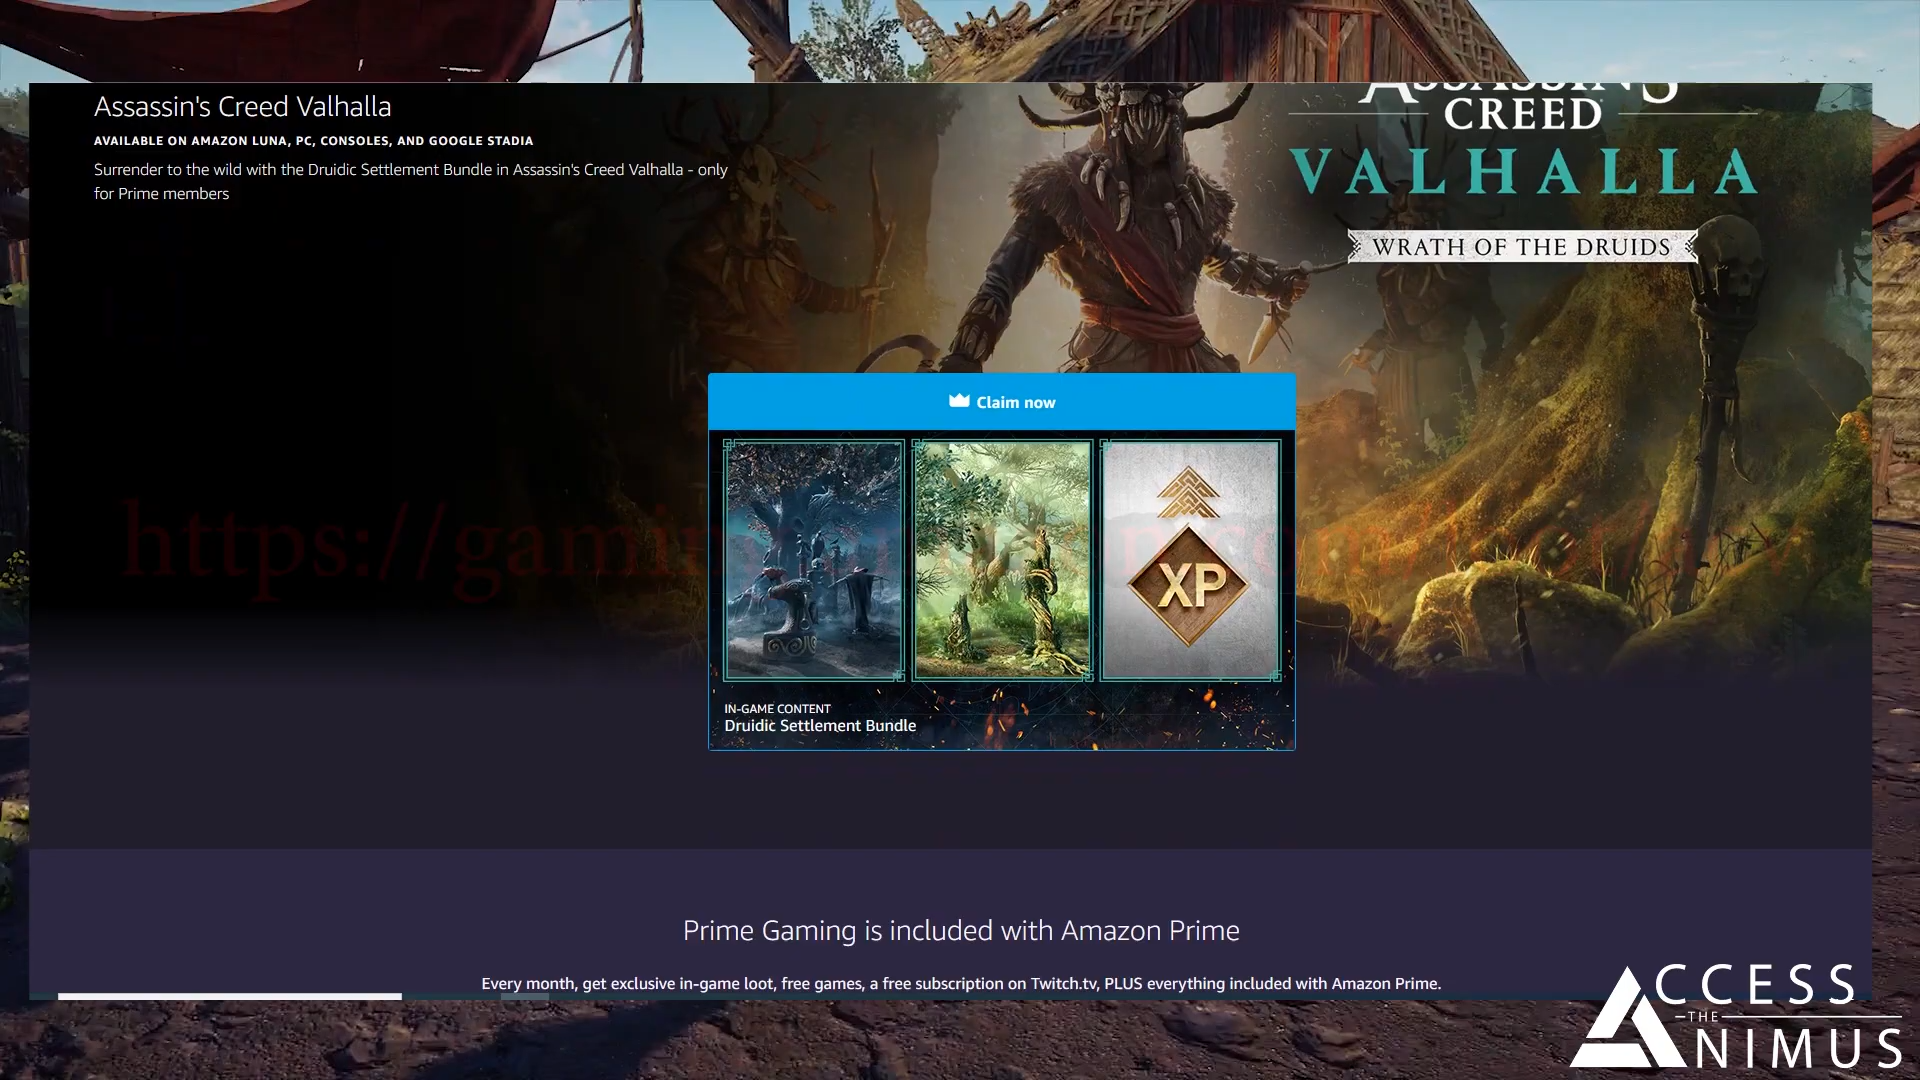 Assassin's Creed Valhalla
AVAILABLE ON AMAZON LUNA, PC, CONSOLES, AND GOOGLE STADIA
Surrender to the wild with the Druidic Settlement Bundle in Assassin's Creed Valhalla - only
for Prime members
ASSASSIN'S
CREED
VALHALLA
WRATH OF THE DRUIDS
Claim now
XP
IN-GAME CONTENT
Druidic Settlement Bundle
Prime Gaming is included with Amazon Prime
Every month, get exclusive in-game loot, free games, a free subscription on Twitch.tv, PLUS everything included with Amazon Prime.
ACCESS
THE
ANIMUS